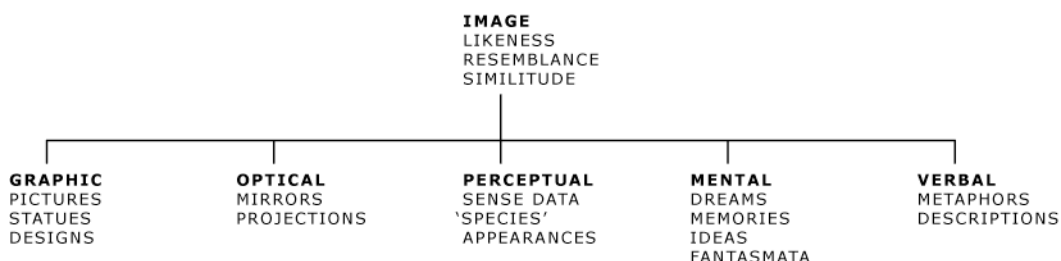 IMAGE
LIKENESS
RESEMBLANCE
SIMILITUDE
GRAPHIC
PICTURES
STATUES
DESIGNS
OPTICAL
MIRRORS
PROJECTIONS
PERCEPTUAL
SENSE DATA
'SPECIES'
APPEARANCES
MENTAL
DREAMS
MEMORIES
IDEAS
FANTASMATA
VERBAL
METAPHORS
DESCRIPTIONS